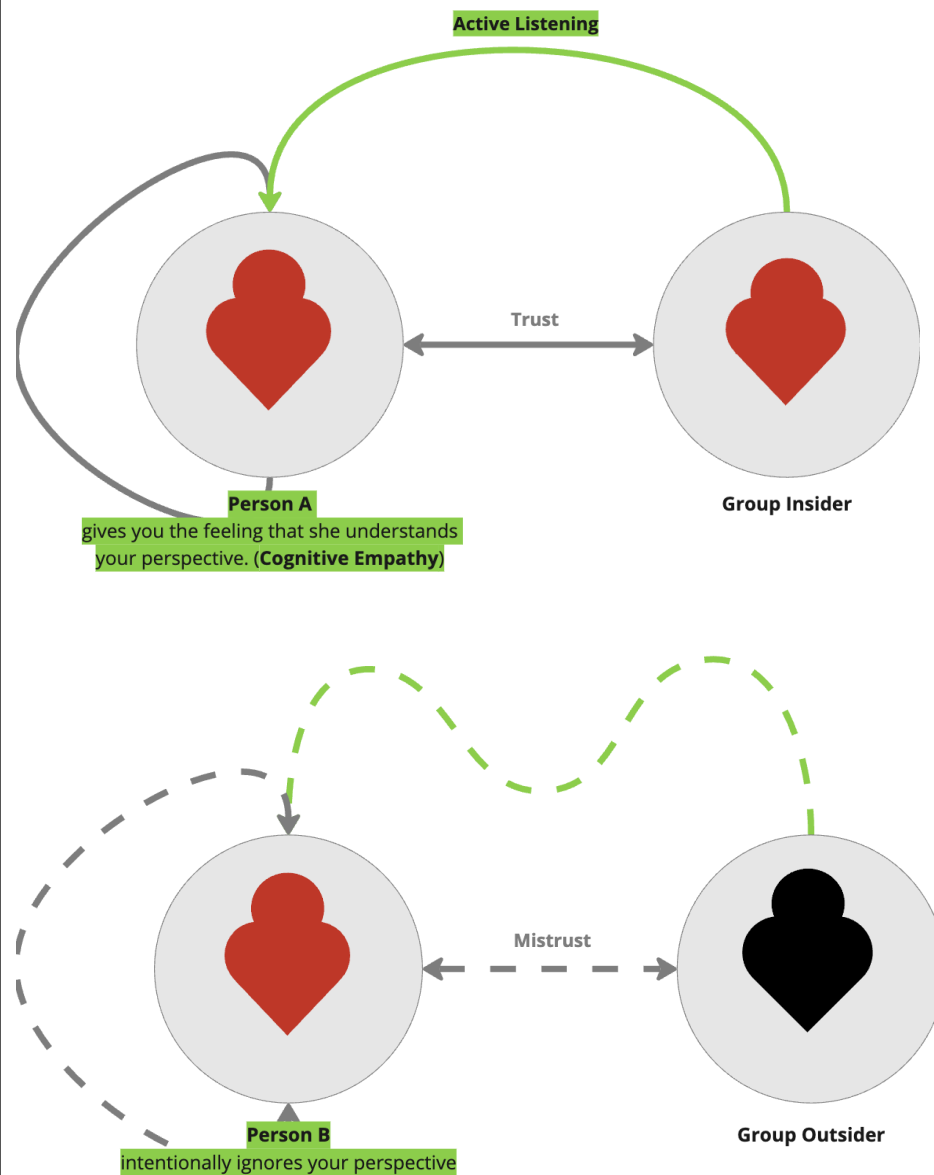 Active Listening
Trust
Person A
Group Insider
gives you the feeling that she understands
your perspective. (Cognitive Empathy)
Mistrust
Person B
Group Outsider
intentionally ignores your perspective